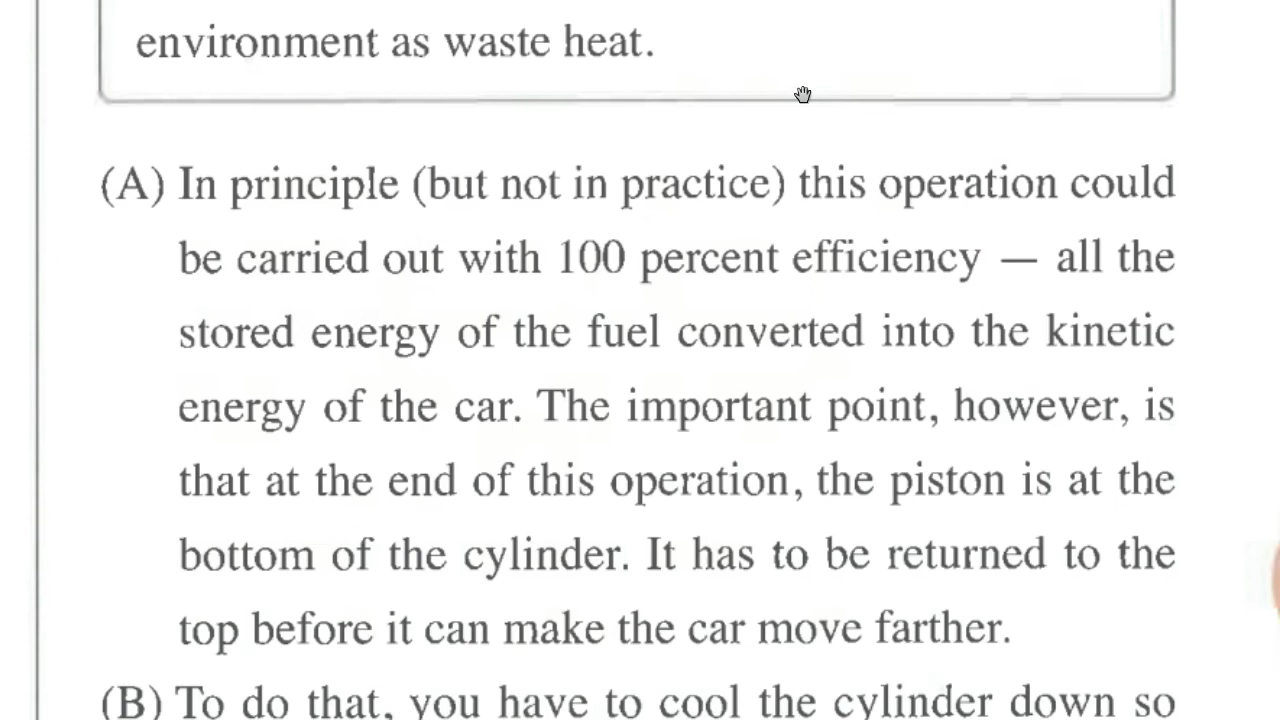 environment as waste heat.
(A) In principle (but not in practice) this operation could
be carried out with 100 percent efficiency — all the
stored energy of the fuel converted into the kinetic
energy of the car. The important point, however, is
that at the end of this operation, the piston is at the
bottom of the cylinder. It has to be returned to the
top before it can make the car move farther.
(B) To do that, you have to cool the cylinder down so